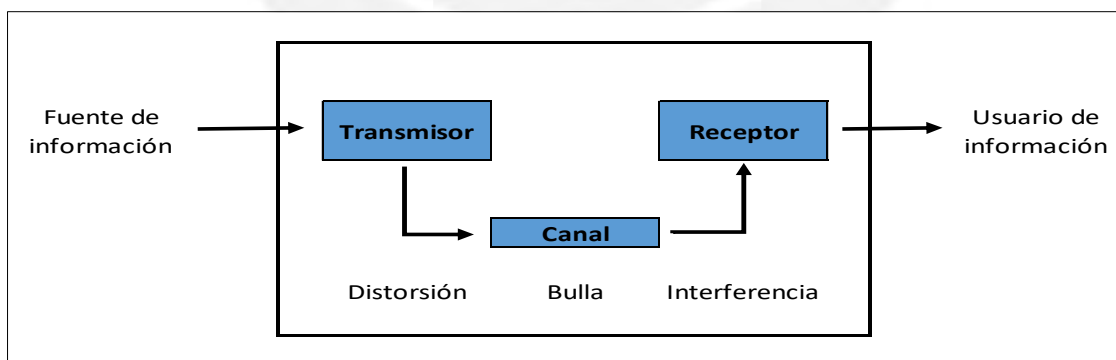 Fuente de
información
Transmisor
Receptor
Usuario de
información
Canal
Distorsión
Bulla
Interferencia